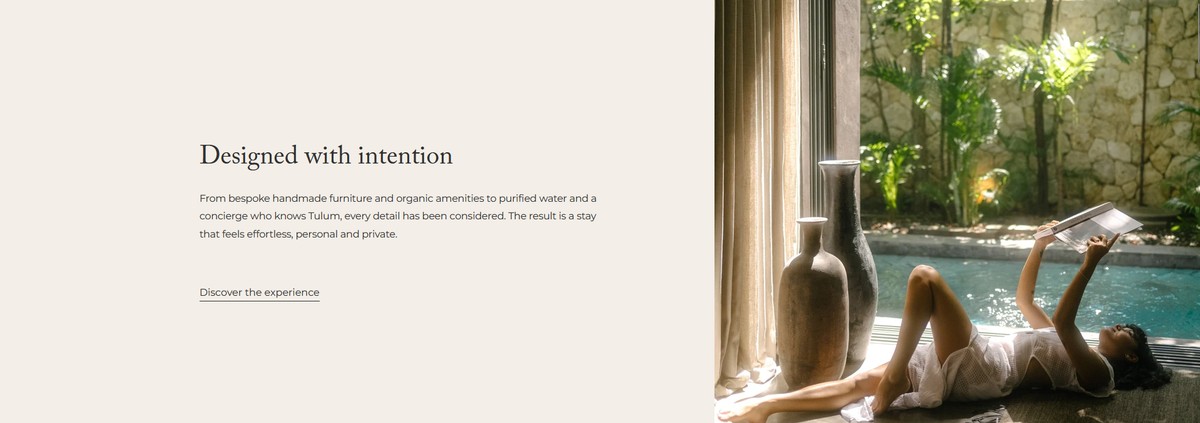 Designed with intention
From bespoke handmade furniture and organic amenities to purified water and a
concierge who knows Tulum, every detail has been considered. The result is a stay
that feels effortless, personal and private.
Discover the experience